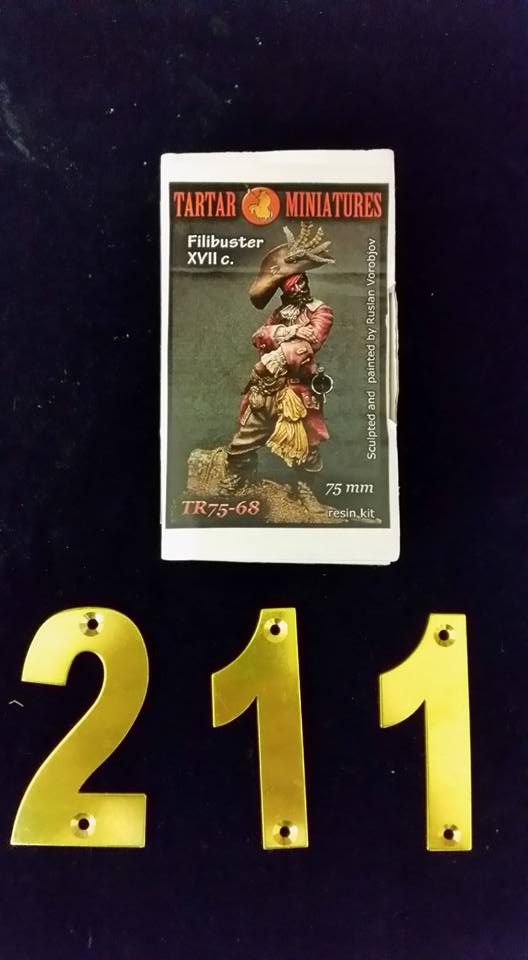 TARTAR MINIATURES
Filibuster
XVII c.
Sculpted and painted by Ruslan Vorobjov
75 mm
TR75-68
resin kit
211